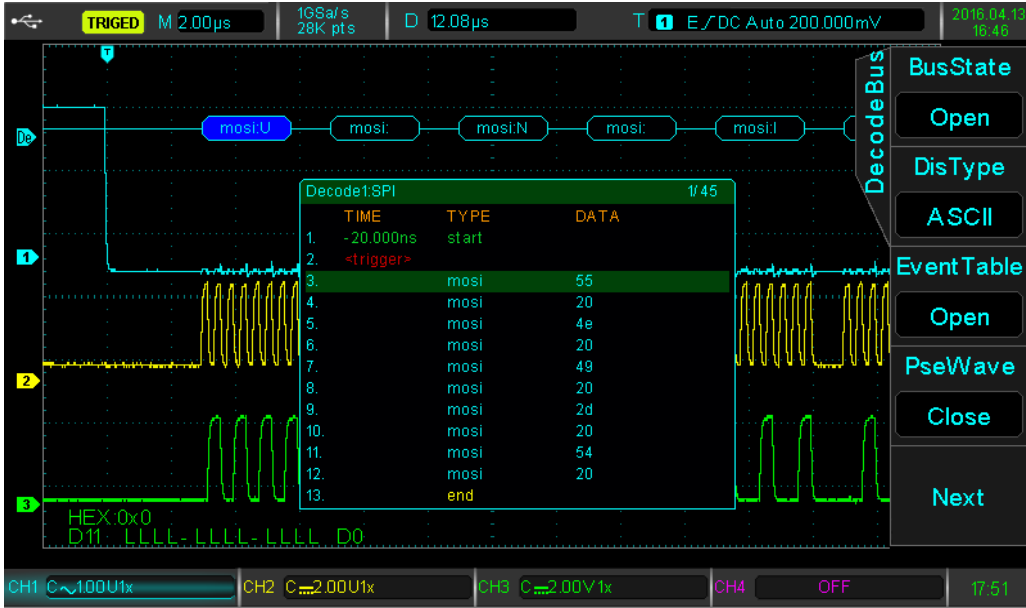 TRIGED M 2.00μs 1GSa/s 28K pts D 12.08μs T 1 E DC Auto 200.000mV 2016.04.13 16:46
T
DecodeBus
BusState
Open
DisType
ASCII
EventTable
Open
PseWave
Close
Next
De mosi:U mosi: mosi:N mosi: mosi:I
Decode1:SPI 1/45
TIME TYPE DATA
1. -20.000ns start
2. <trigger>
3. mosi 55
4. mosi 20
5. mosi 4e
6. mosi 20
7. mosi 49
8. mosi 20
9. mosi 2d
10. mosi 20
11. mosi 54
12. mosi 20
13. end
1
2
3
HEX:0x0
D11 LLLL-LLLL-LLLL D0
CH1 C 1.00U1x CH2 C 2.00U1x CH3 C 2.00V1x CH4 OFF 17:51